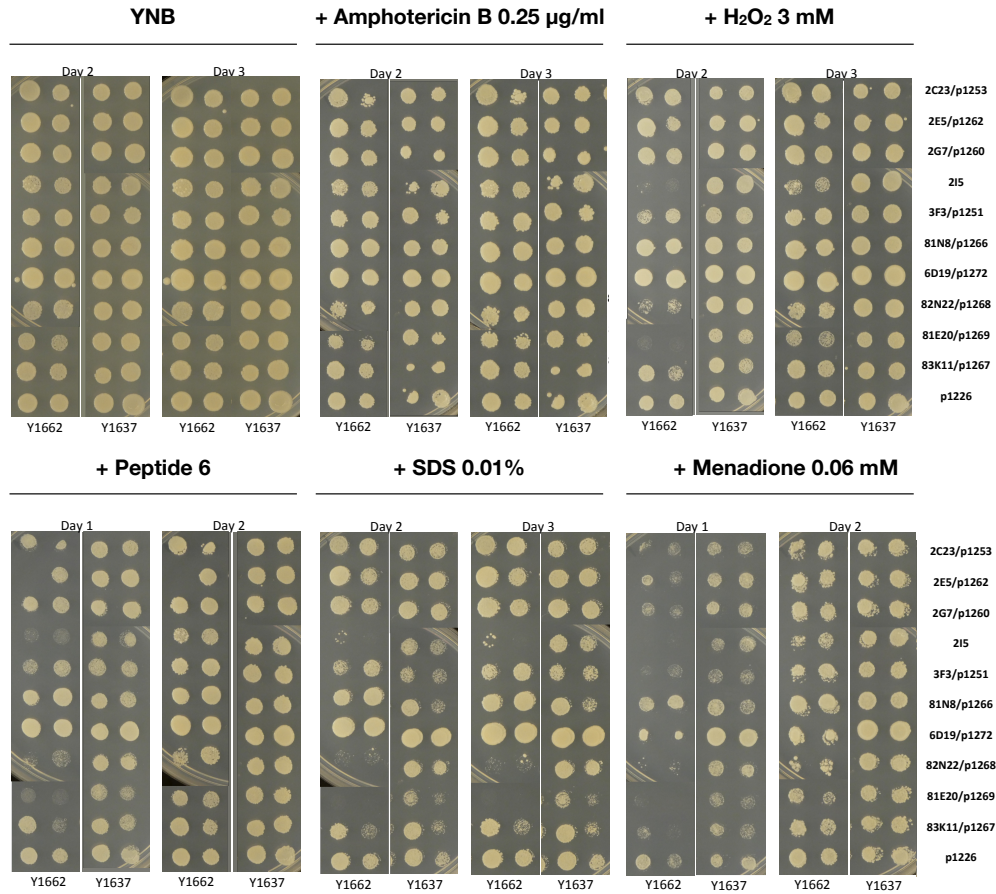 YNB
+ Amphotericin B 0.25 µg/ml
+ H₂O₂ 3 mM
Day 2
Day 3
Day 2
Day 3
Day 2
Day 3
2C23/p1253
2E5/p1262
2G7/p1260
2I5
3F3/p1251
81N8/p1266
6D19/p1272
82N22/p1268
81E20/p1269
83K11/p1267
p1226
Y1662
Y1637
Y1662
Y1637
Y1662
Y1637
Y1662
Y1637
Y1662
Y1637
Y1662
Y1637
+ Peptide 6
+ SDS 0.01%
+ Menadione 0.06 mM
Day 1
Day 2
Day 2
Day 3
Day 1
Day 2
2C23/p1253
2E5/p1262
2G7/p1260
2I5
3F3/p1251
81N8/p1266
6D19/p1272
82N22/p1268
81E20/p1269
83K11/p1267
p1226
Y1662
Y1637
Y1662
Y1637
Y1662
Y1637
Y1662
Y1637
Y1662
Y1637
Y1662
Y1637